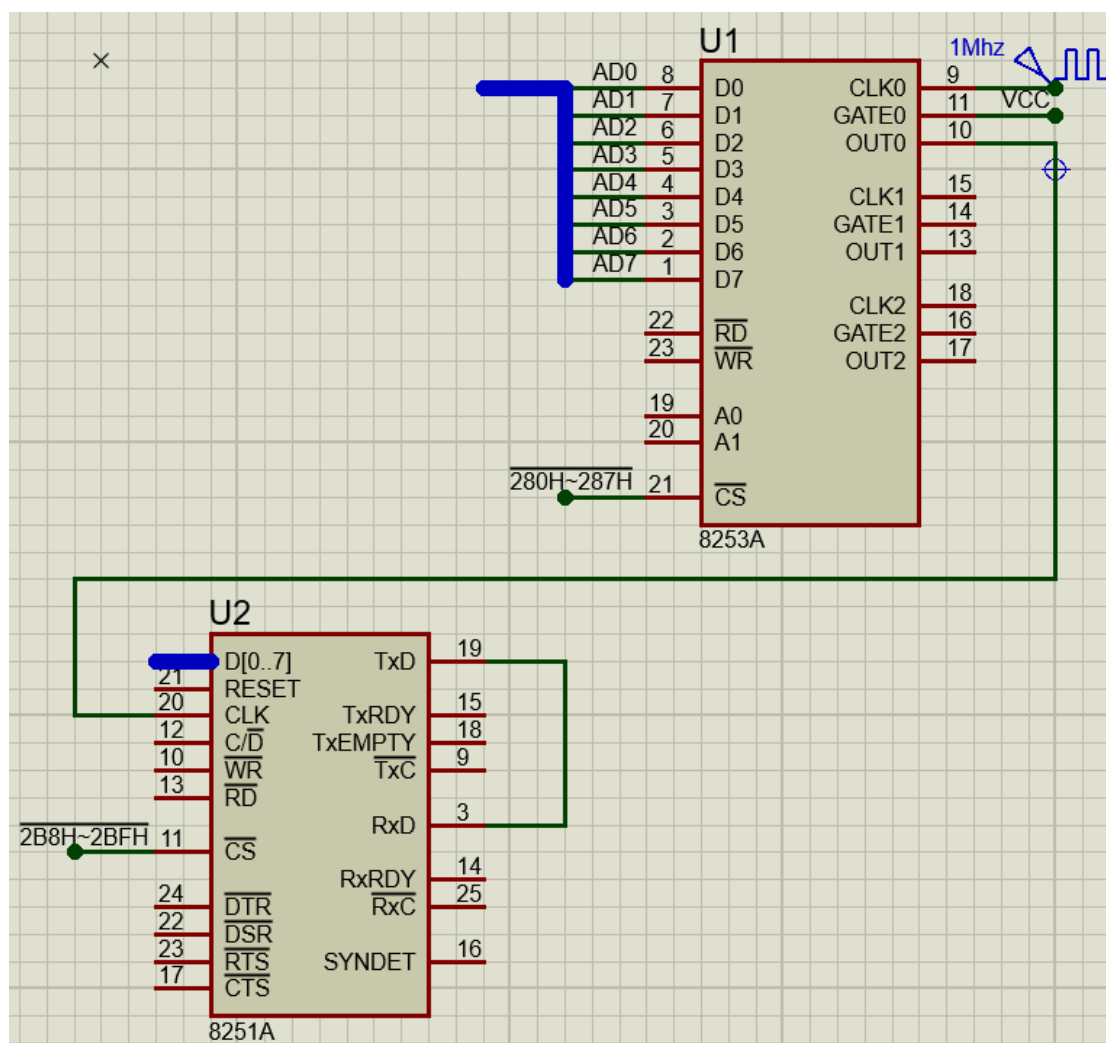 U1
1Mhz
VCC
AD0 8 D0 CLK0 9
AD1 7 D1 GATE0 11
AD2 6 D2 OUT0 10
AD3 5 D3
AD4 4 D4 CLK1 15
AD5 3 D5 GATE1 14
AD6 2 D6 OUT1 13
AD7 1 D7
CLK2 18
22 RD GATE2 16
23 WR OUT2 17
19 A0
20 A1
280H~287H 21 CS
8253A
U2
D[0..7] TxD 19
21 RESET
20 CLK TxRDY 15
12 C/D TxEMPTY 18
10 WR TxC 9
13 RD
RxD 3
2B8H~2BFH 11 CS
RxRDY 14
24 DTR RxC 25
22 DSR
23 RTS SYNDET 16
17 CTS
8251A